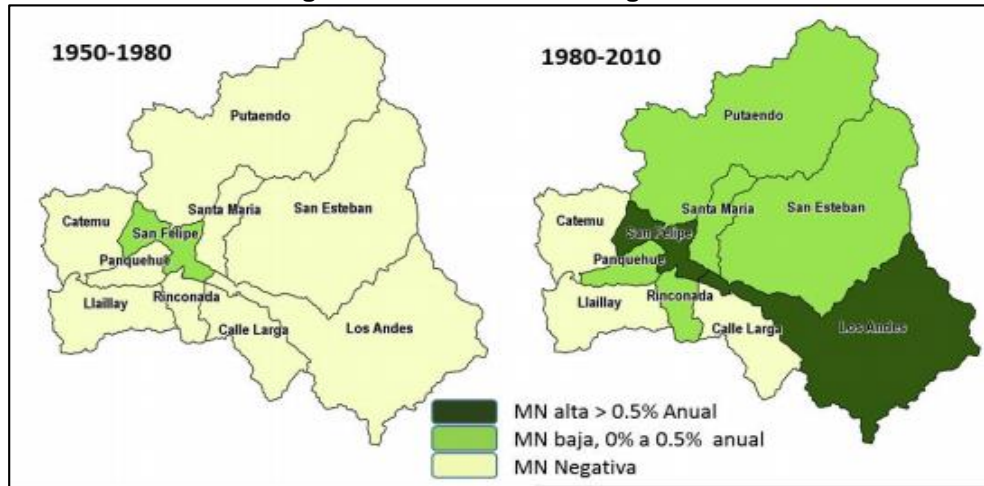 1950-1980
Putaendo
Santa Maria
San Esteban
Catemu
San Felipe
Panquehue
Llaillay
Rinconada
Calle Larga
Los Andes
1980-2010
Putaendo
Santa Maria
San Esteban
Catemu
San Felipe
Panquehue
Llaillay
Rinconada
Calle Larga
Los Andes
MN alta > 0.5% Anual
MN baja, 0% a 0.5% anual
MN Negativa